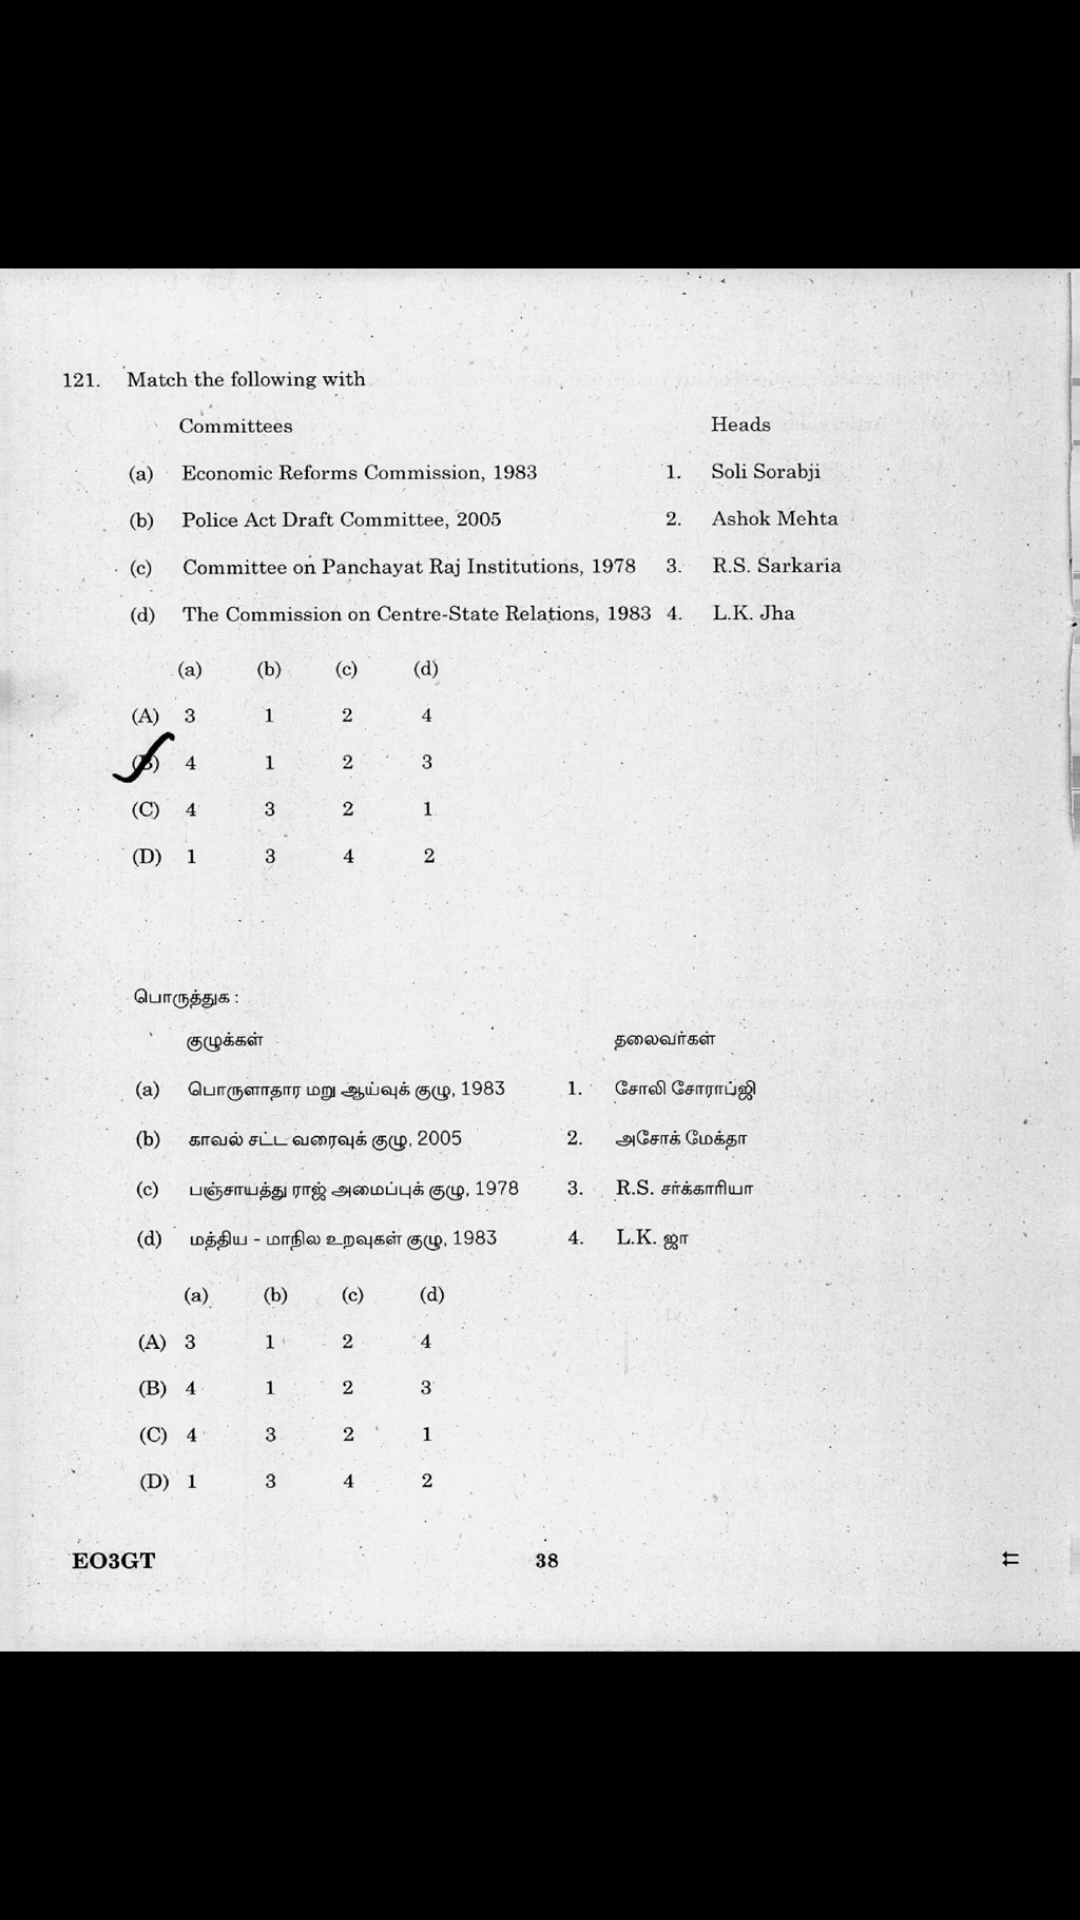 121. Match the following with
Committees Heads
(a) Economic Reforms Commission, 1983 1. Soli Sorabji
(b) Police Act Draft Committee, 2005 2. Ashok Mehta
(c) Committee on Panchayat Raj Institutions, 1978 3. R.S. Sarkaria
(d) The Commission on Centre-State Relations, 1983 4. L.K. Jha
(a) (b) (c) (d)
(A) 3 1 2 4
(B) 4 1 2 3
(C) 4 3 2 1
(D) 1 3 4 2
பொருத்துக :
குழுக்கள் தலைவர்கள்
(a) பொருளாதார மறு ஆய்வுக் குழு, 1983 1. சோலி சோராப்ஜி
(b) காவல் சட்ட வரைவுக் குழு, 2005 2. அசோக் மேக்தா
(c) பஞ்சாயத்து ராஜ் அமைப்புக் குழு, 1978 3. R.S. சர்க்காரியா
(d) மத்திய - மாநில உறவுகள் குழு, 1983 4. L.K. ஜா
(a) (b) (c) (d)
(A) 3 1 2 4
(B) 4 1 2 3
(C) 4 3 2 1
(D) 1 3 4 2
EO3GT 38